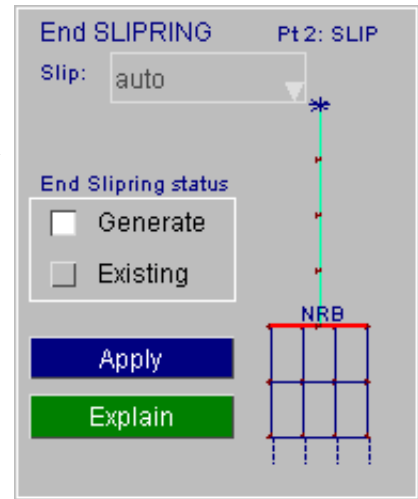 End SLIPRING
Pt 2: SLIP
Slip:
auto
End Slipring status
Generate
Existing
NRB
Apply
Explain